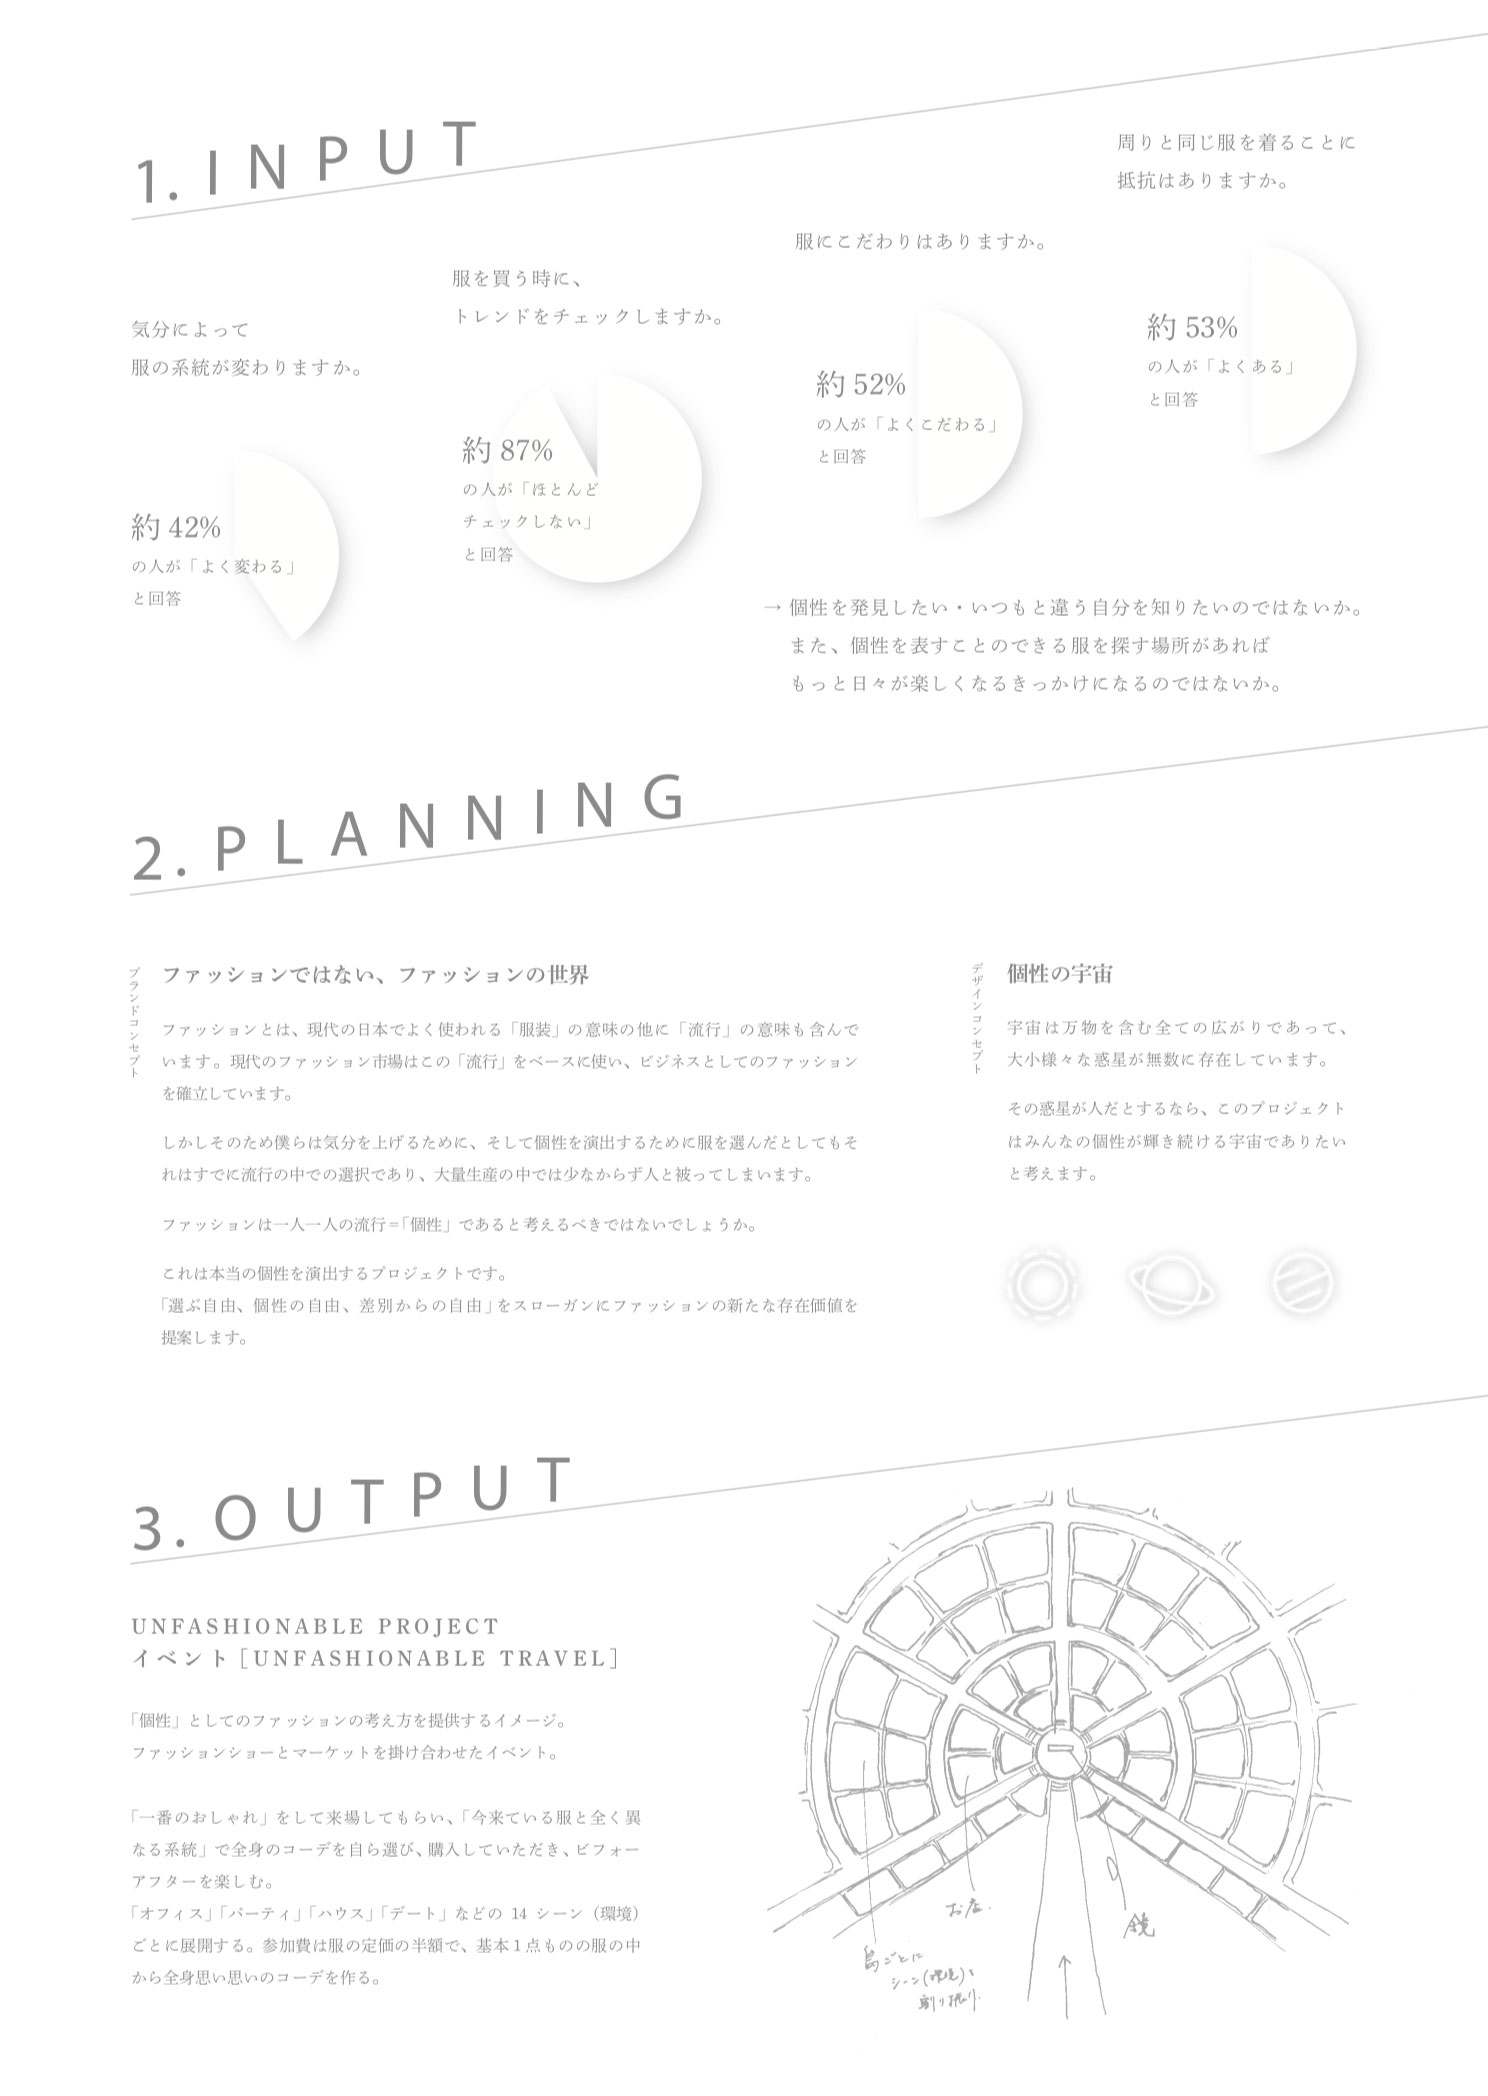 1. INPUT
気分によって
服の系統が変わりますか。
約 42%
の人が「よく変わる」
と回答
服を買う時に、
トレンドをチェックしますか。
約 87%
の人が「ほとんど
チェックしない」
と回答
服にこだわりはありますか。
約 52%
の人が「よくこだわる」
と回答
周りと同じ服を着ることに
抵抗はありますか。
約 53%
の人が「よくある」
と回答
→ 個性を発見したい・いつもと違う自分を知りたいのではないか。
また、個性を表すことのできる服を探す場所があれば
もっと日々が楽しくなるきっかけになるのではないか。
2. PLANNING
ブランドコンセプト
ファッションではない、ファッションの世界
ファッションとは、現代の日本でよく使われる「服装」の意味の他に「流行」の意味も含んで
います。現代のファッション市場はこの「流行」をベースに使い、ビジネスとしてのファッション
を確立しています。
しかしそのため僕らは気分を上げるために、そして個性を演出するために服を選んだとしてもそ
れはすでに流行の中での選択であり、大量生産の中では少なからず人と被ってしまいます。
ファッションは一人一人の流行=「個性」であると考えるべきではないでしょうか。
これは本当の個性を演出するプロジェクトです。
「選ぶ自由、個性の自由、差別からの自由」をスローガンにファッションの新たな存在価値を
提案します。
デザインコンセプト
個性の宇宙
宇宙は万物を含む全ての広がりであって、
大小様々な惑星が無数に存在しています。
その惑星が人だとするなら、このプロジェクト
はみんなの個性が輝き続ける宇宙でありたい
と考えます。
3. OUTPUT
UNFASHIONABLE PROJECT
イベント［UNFASHIONABLE TRAVEL］
「個性」としてのファッションの考え方を提供するイメージ。
ファッションショーとマーケットを掛け合わせたイベント。
「一番のおしゃれ」をして来場してもらい、「今来ている服と全く異
なる系統」で全身のコーデを自ら選び、購入していただき、ビフォー
アフターを楽しむ。
「オフィス」「パーティ」「ハウス」「デート」などの 14 シーン（環境）
ごとに展開する。参加費は服の定価の半額で、基本１点ものの服の中
から全身思い思いのコーデを作る。
お店.
鏡
島ごとに
シーン(環境)を
割り振り.